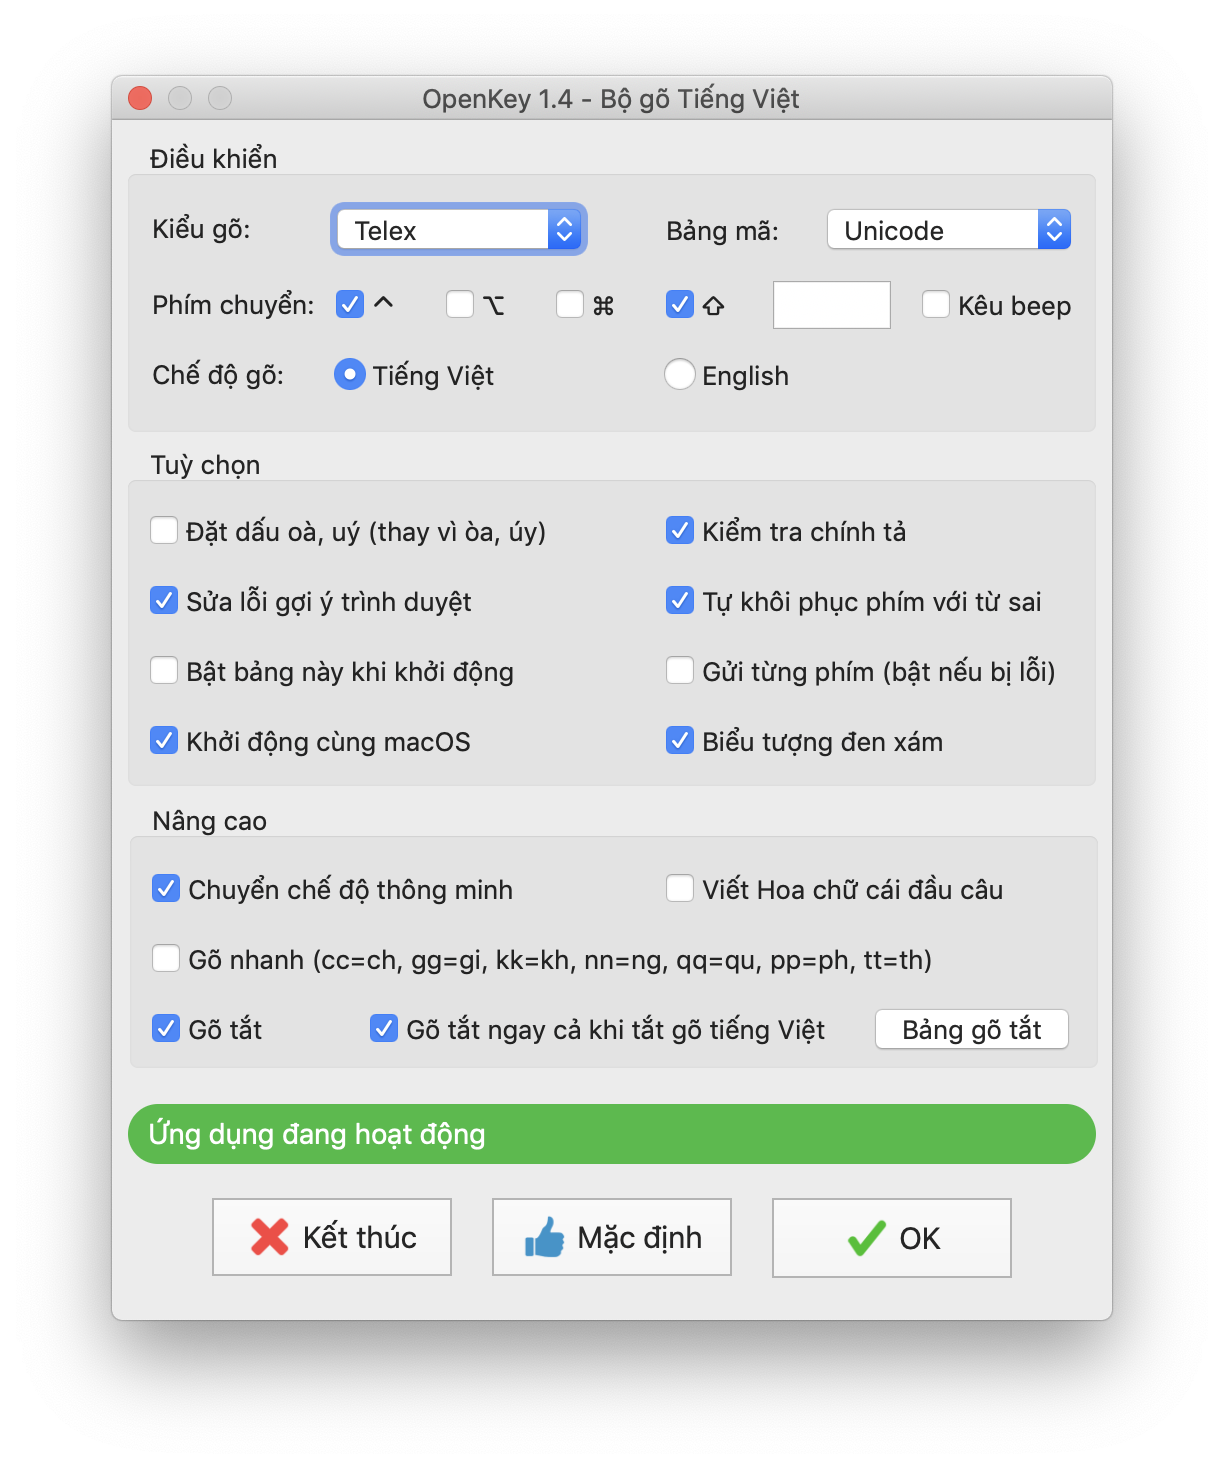 OpenKey 1.4 - Bộ gõ Tiếng Việt
Điều khiển
Kiểu gõ: Telex Bảng mã: Unicode
Phím chuyển: ^ ⌥ ⌘ ⇧ Kêu beep
Chế độ gõ: Tiếng Việt English
Tuỳ chọn
Đặt dấu oà, uý (thay vì òa, úy) Kiểm tra chính tả
Sửa lỗi gợi ý trình duyệt Tự khôi phục phím với từ sai
Bật bảng này khi khởi động Gửi từng phím (bật nếu bị lỗi)
Khởi động cùng macOS Biểu tượng đen xám
Nâng cao
Chuyển chế độ thông minh Viết Hoa chữ cái đầu câu
Gõ nhanh (cc=ch, gg=gi, kk=kh, nn=ng, qq=qu, pp=ph, tt=th)
Gõ tắt Gõ tắt ngay cả khi tắt gõ tiếng Việt Bảng gõ tắt
Ứng dụng đang hoạt động
Kết thúc Mặc định OK